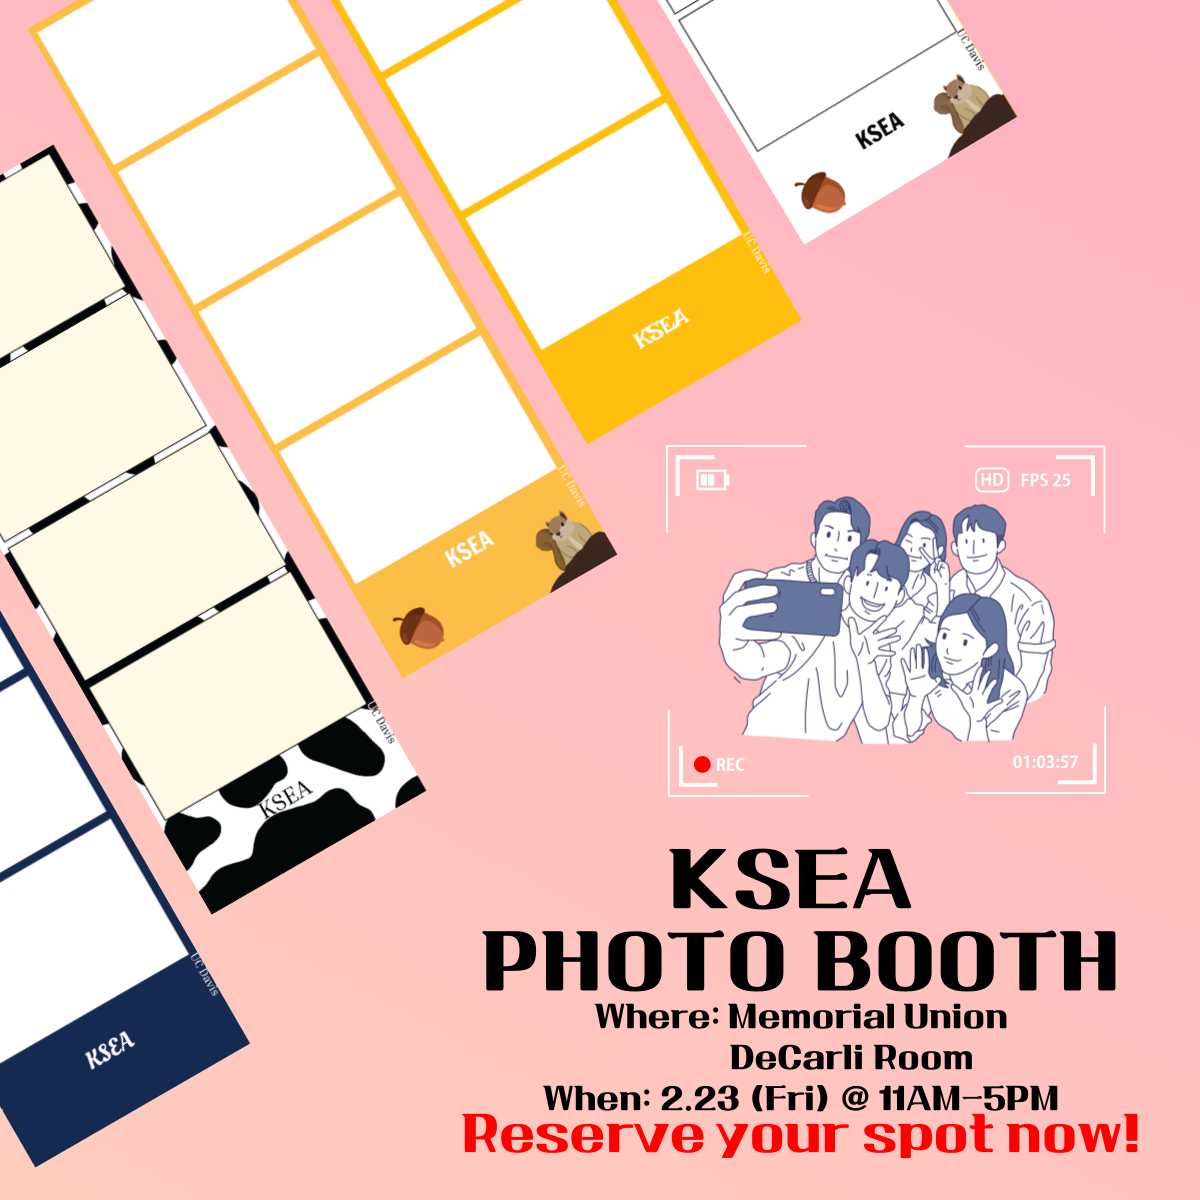 UC Davis
KSEA
UC Davis
KSEA
UC Davis
KSEA
UC Davis
KSEA
UC Davis
KSEA
HD FPS 25
REC
01:03:57
KSEA
PHOTO BOOTH
Where: Memorial Union
DeCarli Room
When: 2.23 (Fri) @ 11AM-5PM
Reserve your spot now!